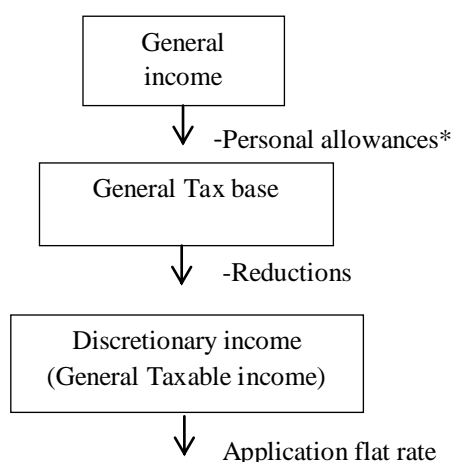 General
income
-Personal allowances*
General Tax base
-Reductions
Discretionary income
(General Taxable income)
Application flat rate